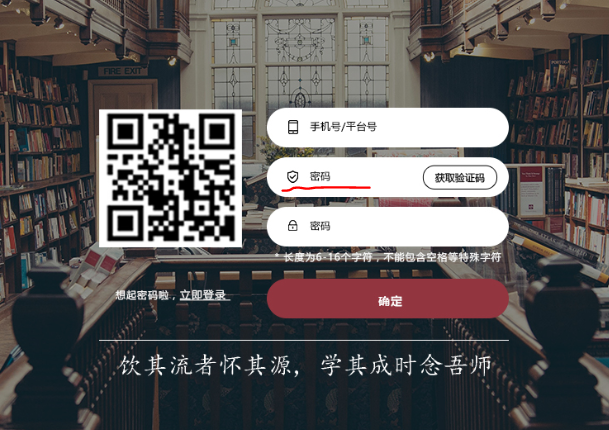 FIRE EXIT
手机号/平台号
密码
获取验证码
密码
* 长度为6-16个字符，不能包含空格等特殊字符
想起密码啦，立即登录
确定
饮其流者怀其源，学其成时念吾师